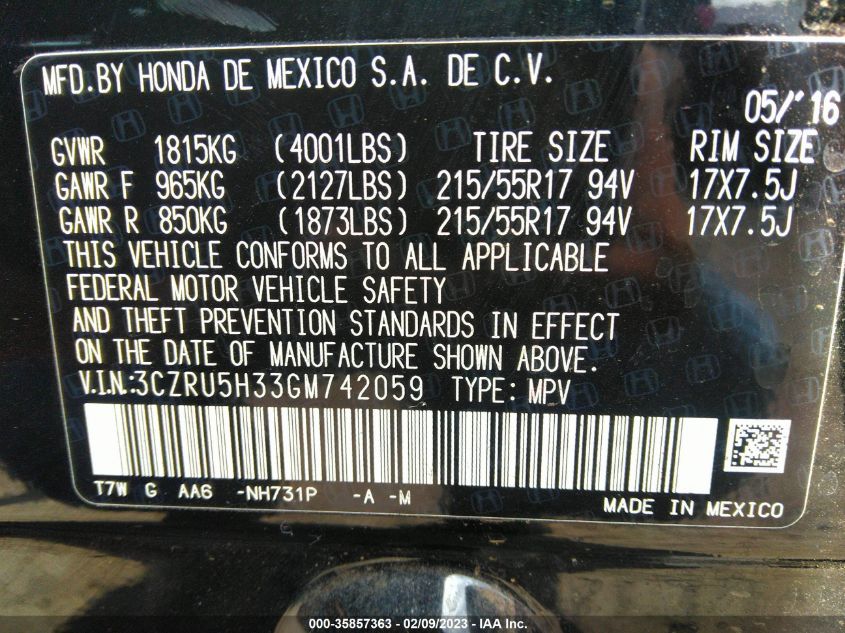 MFD.BY HONDA DE MEXICO S.A. DE C.V.
05/'16
GVWR 1815KG (4001LBS) TIRE SIZE RIM SIZE
GAWR F 965KG (2127LBS) 215/55R17 94V 17X7.5J
GAWR R 850KG (1873LBS) 215/55R17 94V 17X7.5J
THIS VEHICLE CONFORMS TO ALL APPLICABLE
FEDERAL MOTOR VEHICLE SAFETY
AND THEFT PREVENTION STANDARDS IN EFFECT
ON THE DATE OF MANUFACTURE SHOWN ABOVE.
V.I.N.:3CZRU5H33GM742059 TYPE: MPV
T7W G AA6 -NH731P -A -M
MADE IN MEXICO
000-35857363 — 02/09/2023 — IAA Inc.